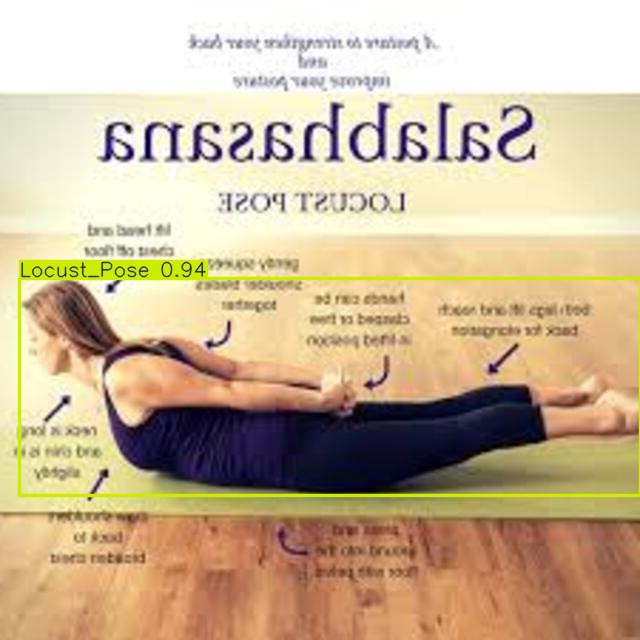 A posture to strengthen your back
and
improve your posture
Salabhasana
LOCUST POSE
lift head and
chest off floor
Locust_Pose 0.94
gently squeeze
shoulder blades
together
hands can be
clasped or free
in lifted position
both legs lift and reach
back for elongation
neck is long
and chin is in
slightly
shoulders
back to
broaden chest
press and
ground into the
floor with pelvis